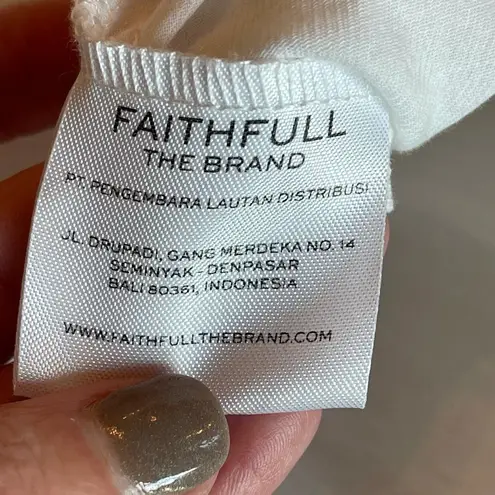 FAITHFULL
THE BRAND
PT. PENGEMBARA LAUTAN DISTRIBUSI
JL. DRUPADI, GANG MERDEKA NO. 14
SEMINYAK - DENPASAR
BALI 80361, INDONESIA
WWW.FAITHFULLTHEBRAND.COM